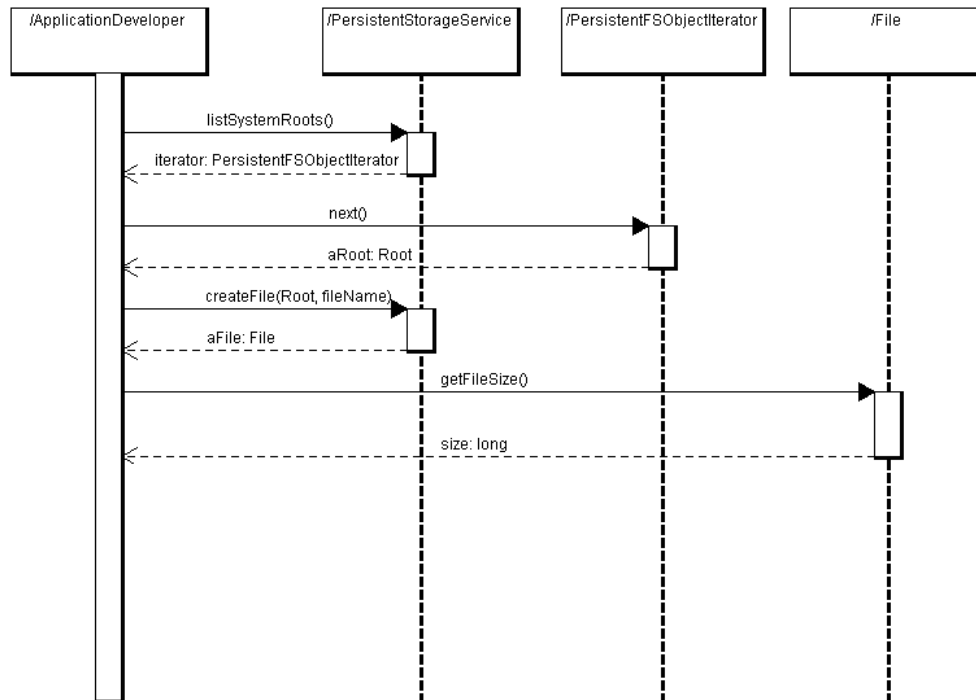 /ApplicationDeveloper
/PersistentStorageService
/PersistentFSObjectIterator
/File
listSystemRoots()
iterator: PersistentFSObjectIterator
next()
aRoot: Root
createFile(Root, fileName)
aFile: File
getFileSize()
size: long